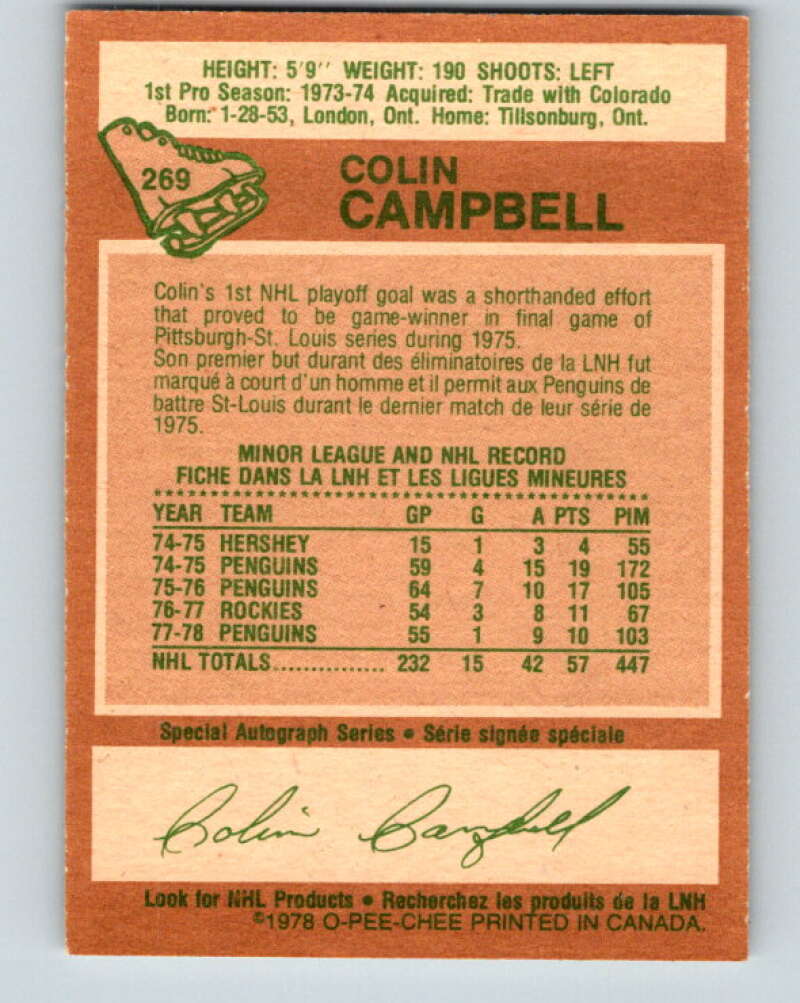 HEIGHT: 5'9'' WEIGHT: 190 SHOOTS: LEFT
1st Pro Season: 1973-74 Acquired: Trade with Colorado
Born: 1-28-53, London, Ont. Home: Tillsonburg, Ont.
269
COLIN
CAMPBELL
Colin's 1st NHL playoff goal was a shorthanded effort
that proved to be game-winner in final game of
Pittsburgh-St. Louis series during 1975.
Son premier but durant des éliminatoires de la LNH fut
marqué à court d'un homme et il permit aux Penguins de
battre St-Louis durant le dernier match de leur série de
1975.
MINOR LEAGUE AND NHL RECORD
FICHE DANS LA LNH ET LES LIGUES MINEURES
YEAR TEAM GP G A PTS PIM
74-75 HERSHEY 15 1 3 4 55
74-75 PENGUINS 59 4 15 19 172
75-76 PENGUINS 64 7 10 17 105
76-77 ROCKIES 54 3 8 11 67
77-78 PENGUINS 55 1 9 10 103
NHL TOTALS............... 232 15 42 57 447
Special Autograph Series • Série signée spéciale
Colin Campbell
Look for NHL Products • Recherchez les produits de la LNH
©1978 O-PEE-CHEE PRINTED IN CANADA.